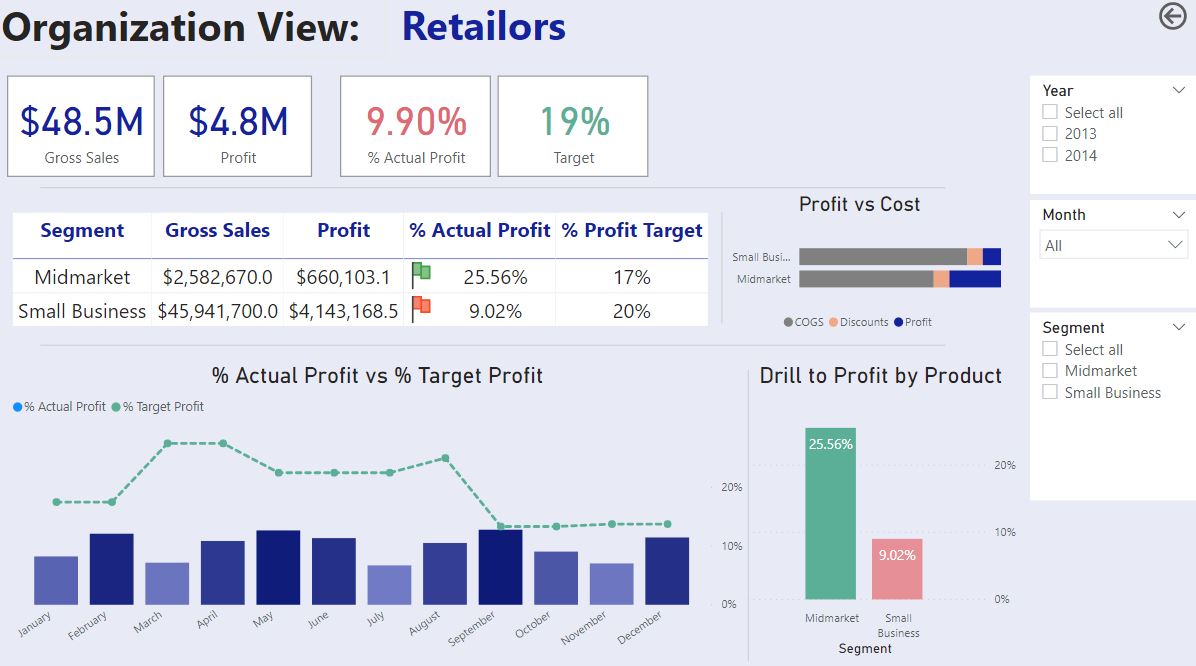 Organization View: Retailors
$48.5M
Gross Sales
$4.8M
Profit
9.90%
% Actual Profit
19%
Target
Year
Select all
2013
2014
Month
All
Segment
Select all
Midmarket
Small Business
Segment Gross Sales Profit % Actual Profit % Profit Target
Midmarket $2,582,670.0 $660,103.1 25.56% 17%
Small Business $45,941,700.0 $4,143,168.5 9.02% 20%
Profit vs Cost
Small Busi...
Midmarket
COGS Discounts Profit
% Actual Profit vs % Target Profit
% Actual Profit % Target Profit
20%
10%
0%
January February March April May June July August September October November December
Drill to Profit by Product
25.56%
9.02%
20%
10%
0%
Midmarket Small
Business
Segment